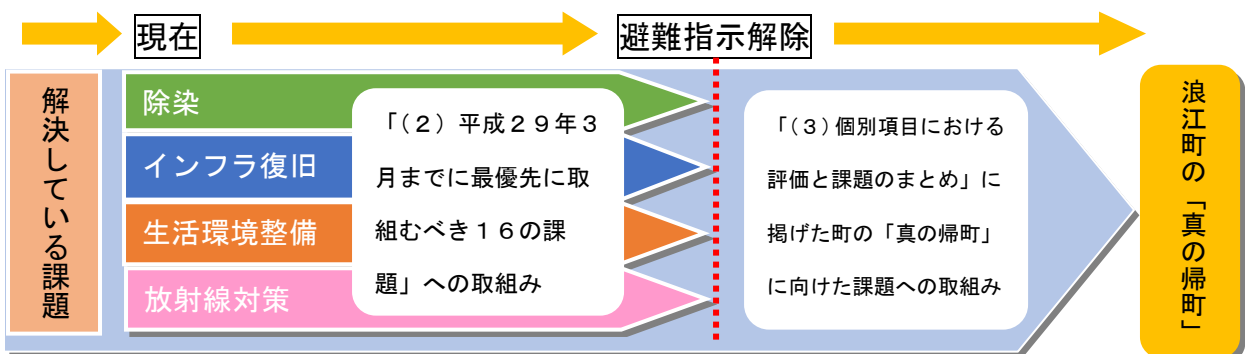 現在
避難指示解除
解決している課題
除染
インフラ復旧
生活環境整備
放射線対策
「(2)平成29年3
月までに最優先に取
組むべき16の課
題」への取組み
「(3)個別項目における
評価と課題のまとめ」に
掲げた町の「真の帰町」
に向けた課題への取組み
浪江町の「真の帰町」